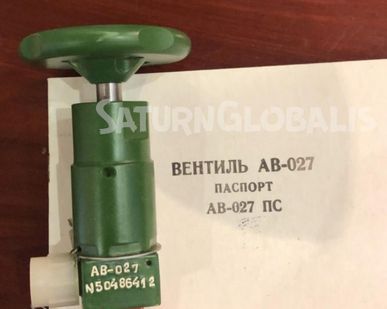 SATURNGLOBALIS
ВЕНТИЛЬ АВ-027
ПАСПОРТ
АВ-027 ПС
АВ-027
N50486412